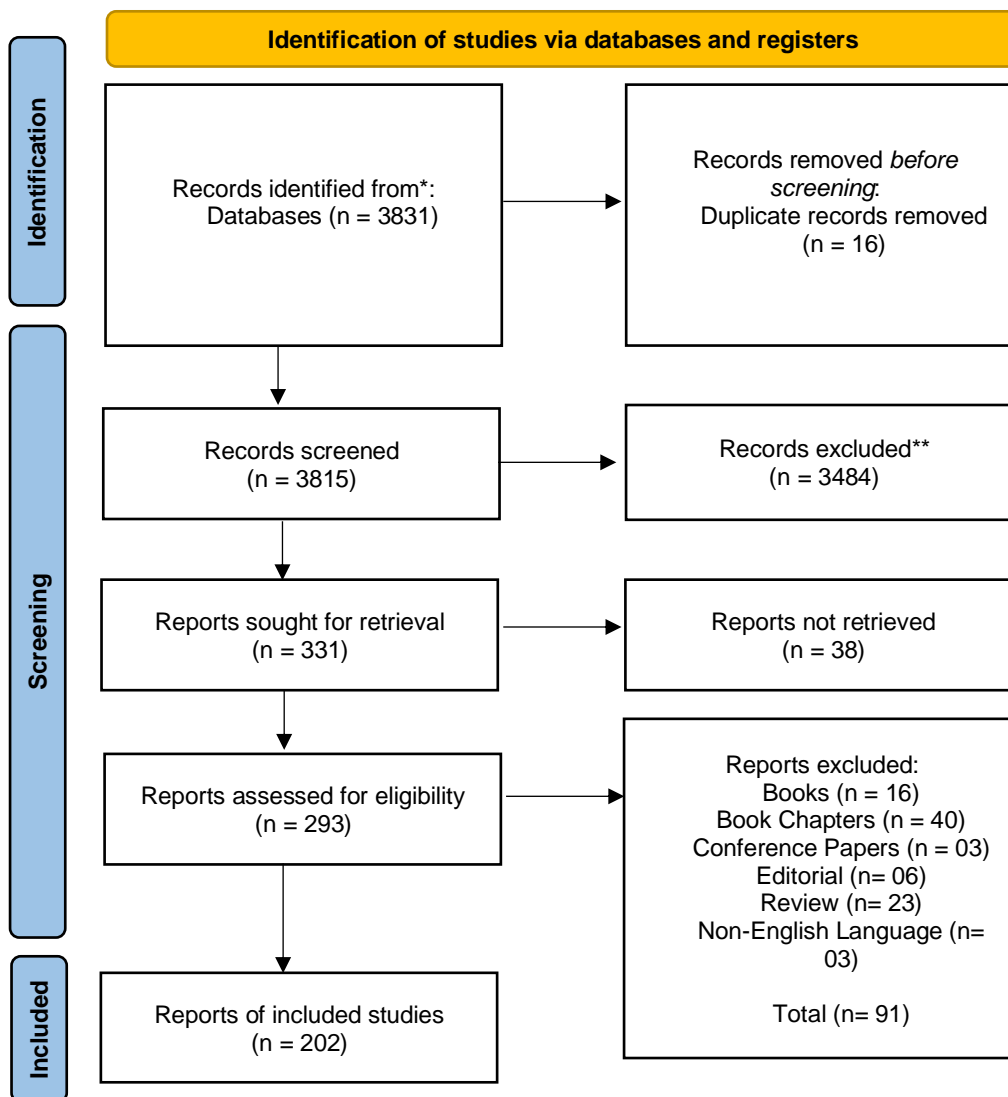 Identification of studies via databases and registers
Identification
Records identified from*:
Databases (n = 3831)
Records removed before
screening:
Duplicate records removed
(n = 16)
Screening
Records screened
(n = 3815)
Records excluded**
(n = 3484)
Reports sought for retrieval
(n = 331)
Reports not retrieved
(n = 38)
Reports assessed for eligibility
(n = 293)
Reports excluded:
Books (n = 16)
Book Chapters (n = 40)
Conference Papers (n = 03)
Editorial (n= 06)
Review (n= 23)
Non-English Language (n=
03)
Total (n= 91)
Included
Reports of included studies
(n = 202)